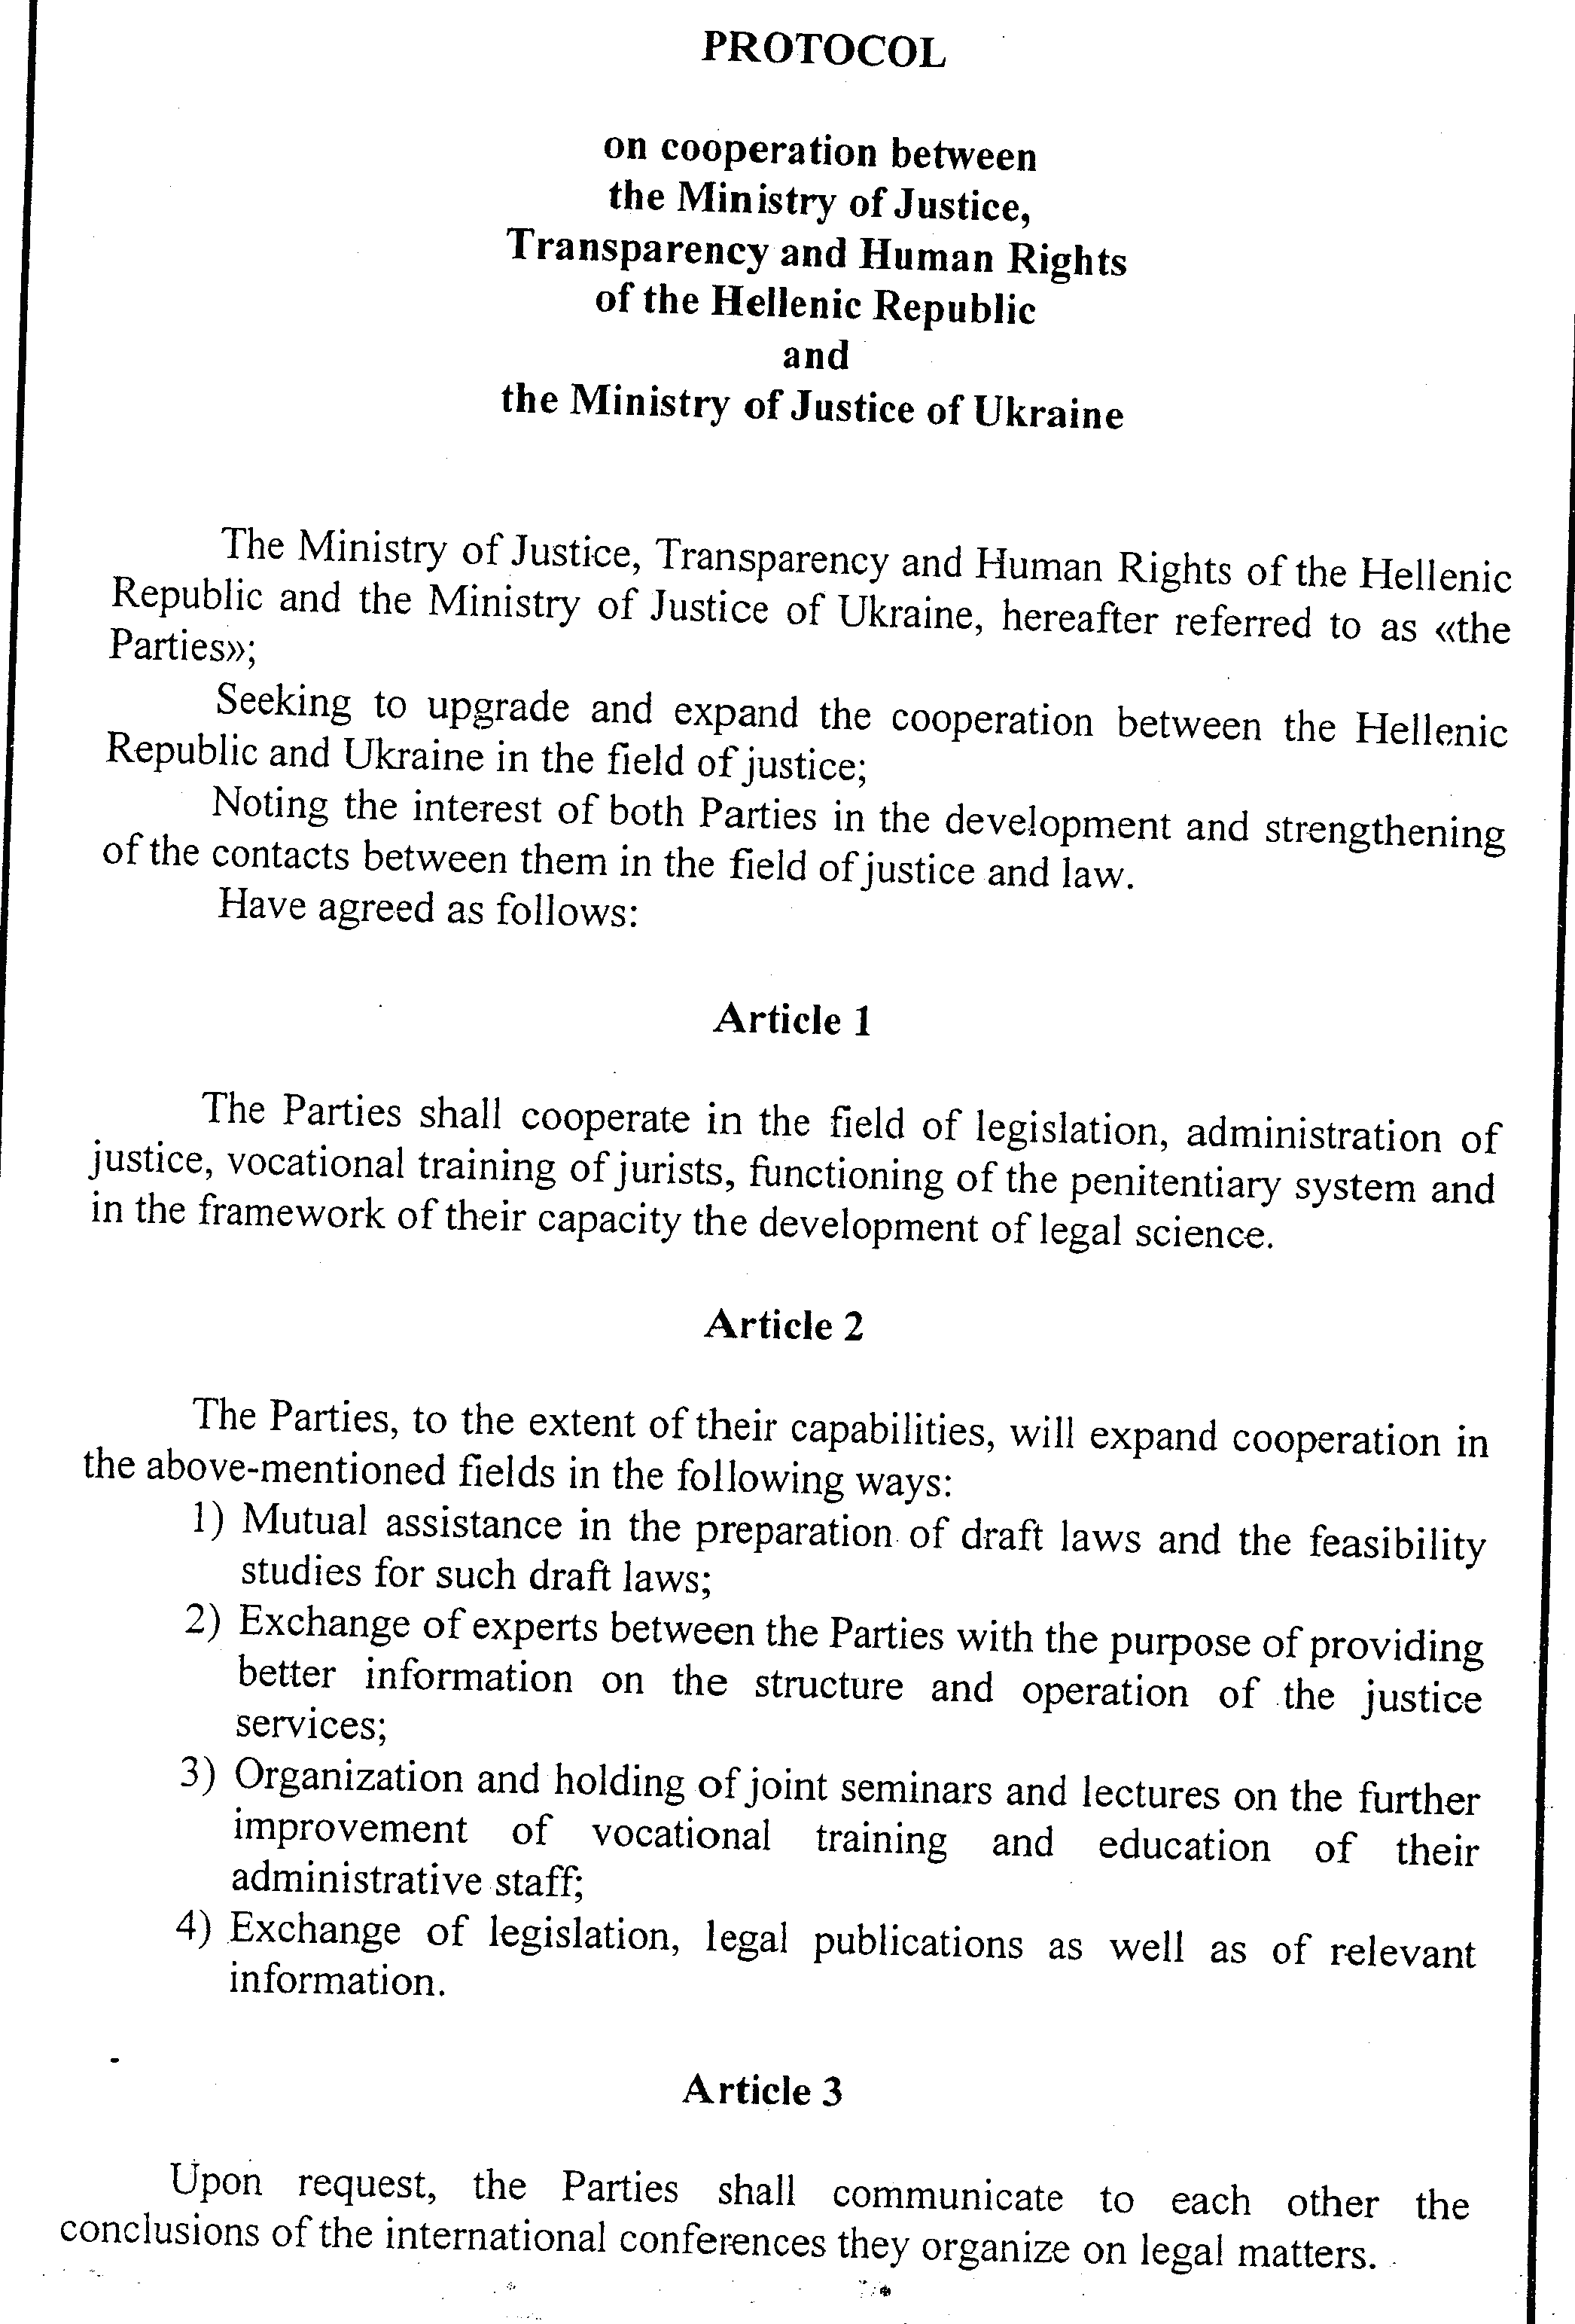 PROTOCOL
on cooperation between
the Ministry of Justice,
Transparency and Human Rights
of the Hellenic Republic
and
the Ministry of Justice of Ukraine
The Ministry of Justice, Transparency and Human Rights of the Hellenic
Republic and the Ministry of Justice of Ukraine, hereafter referred to as «the
Parties»;
Seeking to upgrade and expand the cooperation between the Hellenic
Republic and Ukraine in the field of justice;
Noting the interest of both Parties in the development and strengthening
of the contacts between them in the field of justice and law.
Have agreed as follows:
Article 1
The Parties shall cooperate in the field of legislation, administration of
justice, vocational training of jurists, functioning of the penitentiary system and
in the framework of their capacity the development of legal science.
Article 2
The Parties, to the extent of their capabilities, will expand cooperation in
the above-mentioned fields in the following ways:
1) Mutual assistance in the preparation of draft laws and the feasibility
studies for such draft laws;
2) Exchange of experts between the Parties with the purpose of providing
better information on the structure and operation of the justice
services;
3) Organization and holding of joint seminars and lectures on the further
improvement of vocational training and education of their
administrative staff;
4) Exchange of legislation, legal publications as well as of relevant
information.
Article 3
Upon request, the Parties shall communicate to each other the
conclusions of the international conferences they organize on legal matters.